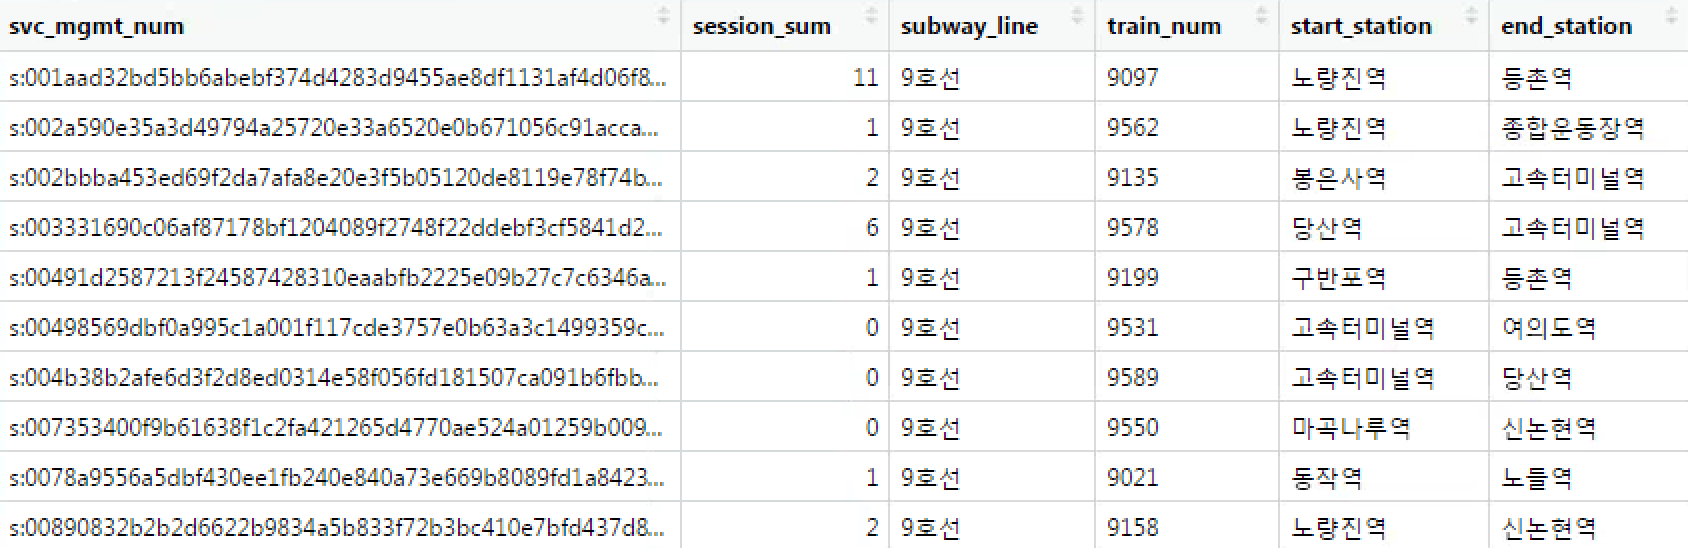 svc_mgmt_num session_sum subway_line train_num start_station end_station
s:001aad32bd5bb6abebf374d4283d9455ae8df1131af4d06f8... 11 9호선 9097 노량진역 등촌역
s:002a590e35a3d49794a25720e33a6520e0b671056c91acca... 1 9호선 9562 노량진역 종합운동장역
s:002bbba453ed69f2da7afa8e20e3f5b05120de8119e78f74b... 2 9호선 9135 봉은사역 고속터미널역
s:003331690c06af87178bf1204089f2748f22ddebf3cf5841d2... 6 9호선 9578 당산역 고속터미널역
s:00491d2587213f24587428310eaabfb2225e09b27c7c6346a... 1 9호선 9199 구반포역 등촌역
s:00498569dbf0a995c1a001f117cde3757e0b63a3c1499359c... 0 9호선 9531 고속터미널역 여의도역
s:004b38b2afe6d3f2d8ed0314e58f056fd181507ca091b6fbb... 0 9호선 9589 고속터미널역 당산역
s:007353400f9b61638f1c2fa421265d4770ae524a01259b009... 0 9호선 9550 마곡나루역 신논현역
s:0078a9556a5dbf430ee1fb240e840a73e669b8089fd1a8423... 1 9호선 9021 동작역 노들역
s:00890832b2b2d6622b9834a5b833f72b3bc410e7bfd437d8... 2 9호선 9158 노량진역 신논현역